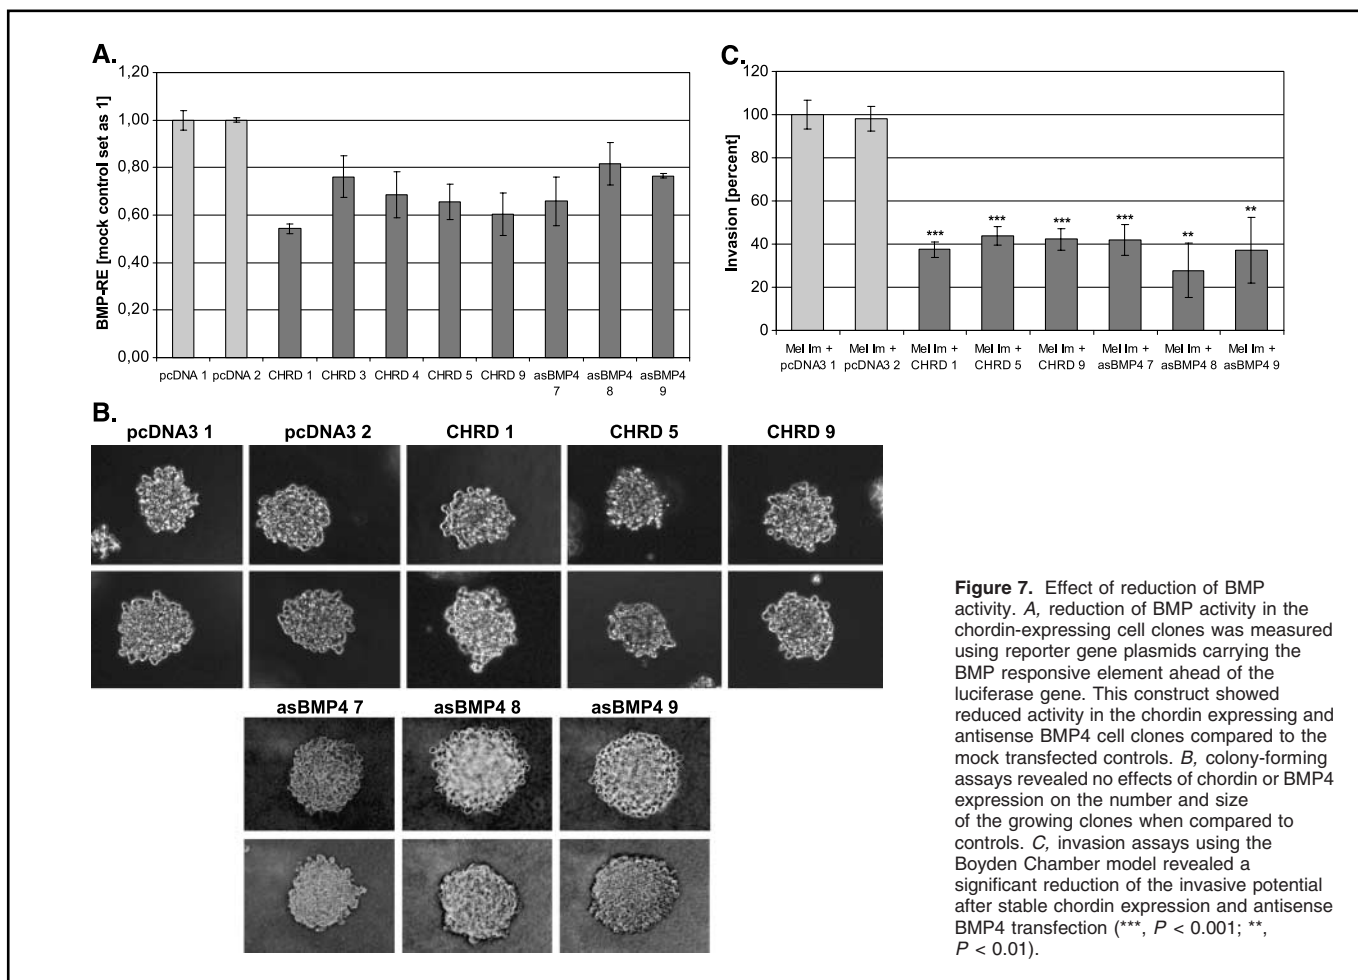 A.
1,20
1,00
0,80
0,60
0,40
0,20
0,00
BMP-RE [mock control set as 1]
pcDNA 1 pcDNA 2 CHRD 1 CHRD 3 CHRD 4 CHRD 5 CHRD 9 asBMP4 7 asBMP4 8 asBMP4 9
C.
120
100
80
60
40
20
0
Invasion [percent]
*** *** *** *** ** **
Mel Im + pcDNA3 1
Mel Im + pcDNA3 2
Mel Im + CHRD 1
Mel Im + CHRD 5
Mel Im + CHRD 9
Mel Im + asBMP4 7
Mel Im + asBMP4 8
Mel Im + asBMP4 9
B.
pcDNA3 1 pcDNA3 2 CHRD 1 CHRD 5 CHRD 9
asBMP4 7 asBMP4 8 asBMP4 9
Figure 7. Effect of reduction of BMP
activity. A, reduction of BMP activity in the
chordin-expressing cell clones was measured
using reporter gene plasmids carrying the
BMP responsive element ahead of the
luciferase gene. This construct showed
reduced activity in the chordin expressing and
antisense BMP4 cell clones compared to the
mock transfected controls. B, colony-forming
assays revealed no effects of chordin or BMP4
expression on the number and size
of the growing clones when compared to
controls. C, invasion assays using the
Boyden Chamber model revealed a
significant reduction of the invasive potential
after stable chordin expression and antisense
BMP4 transfection (***, P < 0.001; **,
P < 0.01).